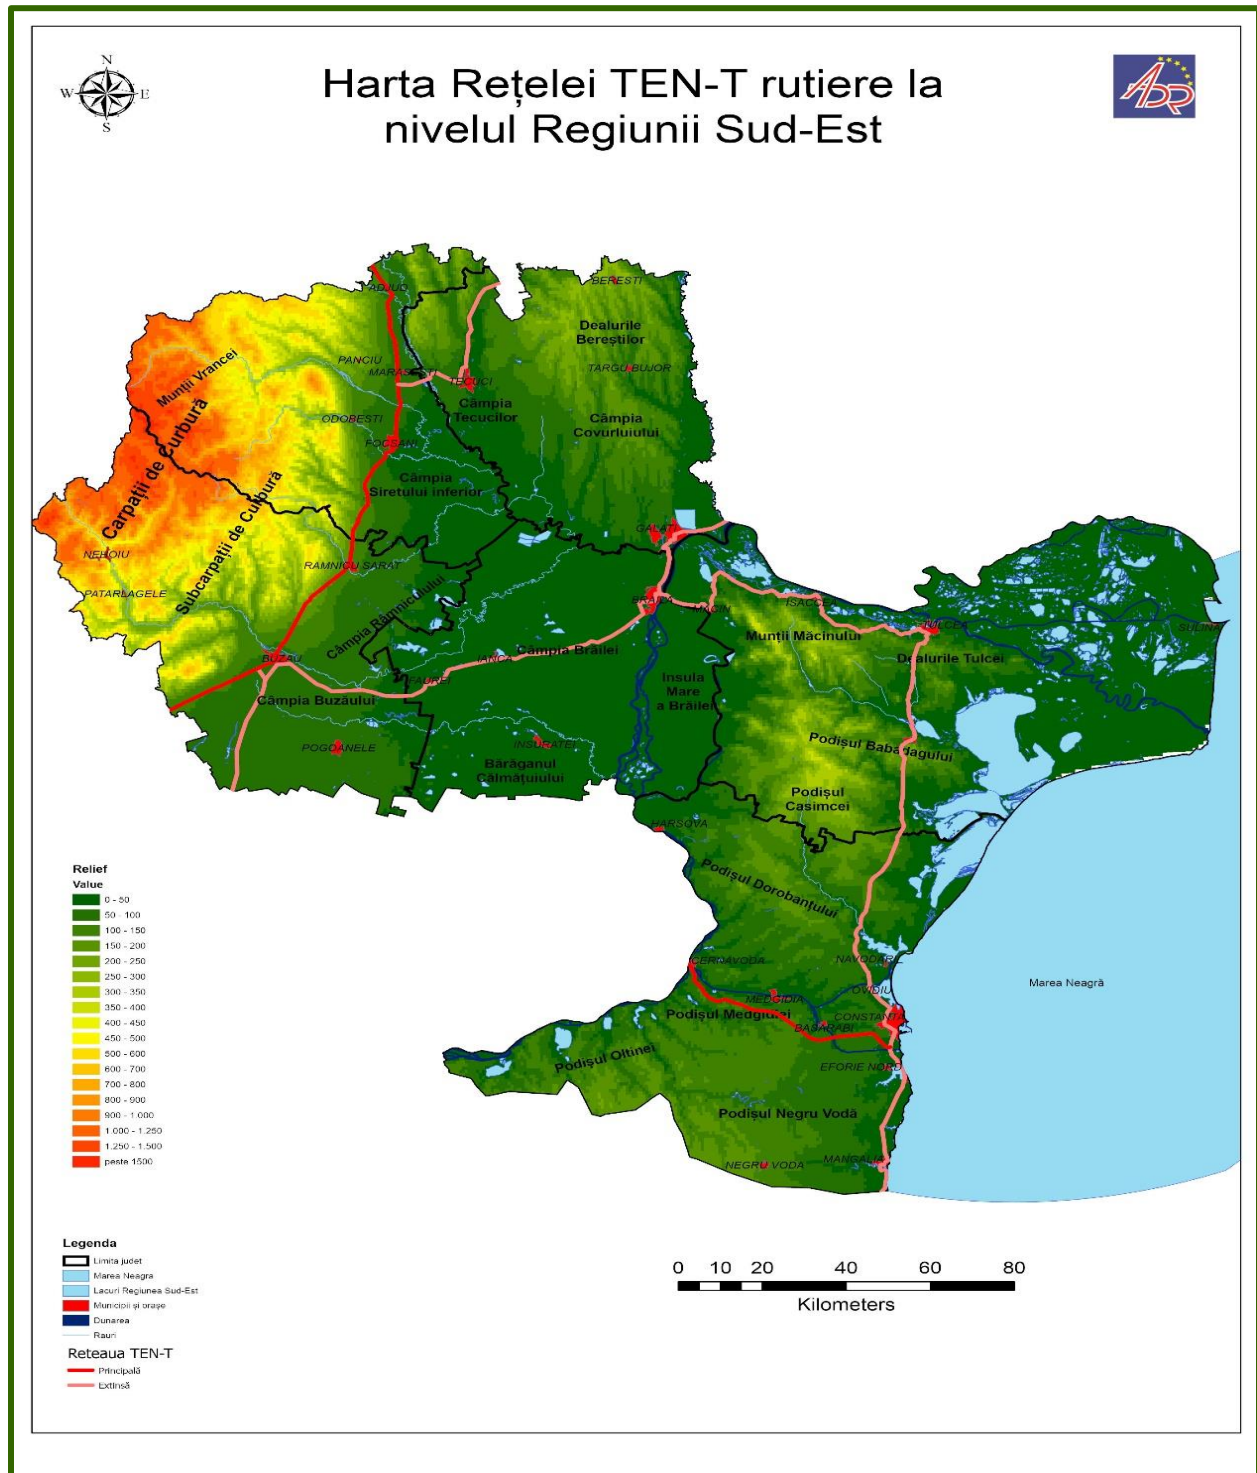 N
W E
S
Harta Rețelei TEN-T rutiere la
nivelul Regiunii Sud-Est
ADR
ADJUD
BERESTI
Dealurile
Bereștilor
PANCIU
MARASESTI
TARGU BUJOR
Munții Vrancei
TECUCI
Câmpia
Tecucilor
Câmpia
Covurluiului
ODOBESTI
FOCSANI
Carpații de Curbură
Câmpia
Siretului inferior
Subcarpații de Curbură
GALATI
NEHOIU
RAMNICU SARAT
PATARLAGELE
Câmpia Râmnicului
BRAILA
MACIN
ISACCEA
TULCEA
SULINA
Munții Măcinului
Dealurile Tulcei
BUZAU
IANCA
Câmpia Brăilei
FAUREI
Insula
Mare
a Brăilei
Câmpia Buzăului
POGOANELE
INSURATEI
Bărăganul
Călmățuiului
Podișul Babadagului
Podișul
Casimcei
HARSOVA
Podișul Dorobanțului
CERNAVODA
NAVODARI
MEDGIDIA
OVIDIU
Podișul Medgidiei
CONSTANTA
BASARABI
Marea Neagră
Podișul Oltinei
EFORIE NORD
Podișul Negru Vodă
NEGRU VODA
MANGALIA
Relief
Value
0 - 50
50 - 100
100 - 150
150 - 200
200 - 250
250 - 300
300 - 350
350 - 400
400 - 450
450 - 500
500 - 600
600 - 700
700 - 800
800 - 900
900 - 1.000
1.000 - 1.250
1.250 - 1.500
peste 1500
Legenda
Limita judet
Marea Neagra
Lacuri Regiunea Sud-Est
Municipii și orașe
Dunarea
Rauri
Reteaua TEN-T
Principală
Extinsă
0 10 20 40 60 80
Kilometers